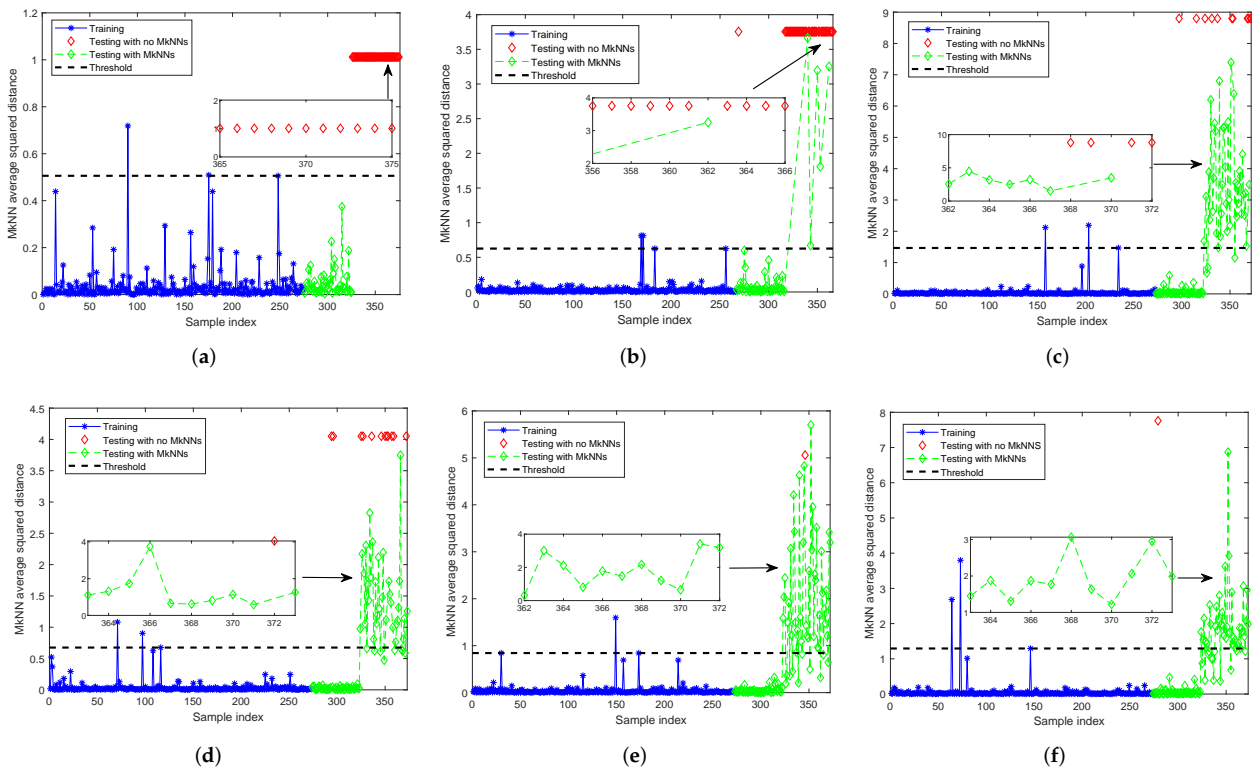 1.2
1
0.8
0.6
0.4
0.2
0
MkNN average squared distance
Training
Testing with no MkNNs
Testing with MkNNs
Threshold
2
1
0
365 370 375
0 50 100 150 200 250 300 350
Sample index
(a)
4
3.5
3
2.5
2
1.5
1
0.5
0
MkNN average squared distance
Training
Testing with no MkNNs
Testing with MkNNs
Threshold
4
3
2
356 358 360 362 364 366
0 50 100 150 200 250 300 350
Sample index
(b)
9
8
7
6
5
4
3
2
1
0
MkNN average squared distance
Training
Testing with no MkNNs
Testing with MkNNs
Threshold
10
5
0
362 364 366 368 370 372
0 50 100 150 200 250 300 350
Sample index
(c)
4.5
4
3.5
3
2.5
2
1.5
1
0.5
0
MkNN average squared distance
Training
Testing with no MkNNs
Testing with MkNNs
Threshold
4
2
0
364 366 368 370 372
0 50 100 150 200 250 300 350
Sample index
(d)
6
5
4
3
2
1
0
MkNN average squared distance
Training
Testing with no MkNNs
Testing with MkNNs
Threshold
4
2
0
362 364 366 368 370 372
0 50 100 150 200 250 300 350
Sample index
(e)
8
7
6
5
4
3
2
1
0
MkNN average squared distance
Training
Testing with no MkNNS
Testing with MkNNs
Threshold
3
2
1
364 366 368 370 372
0 50 100 150 200 250 300 350
Sample index
(f)